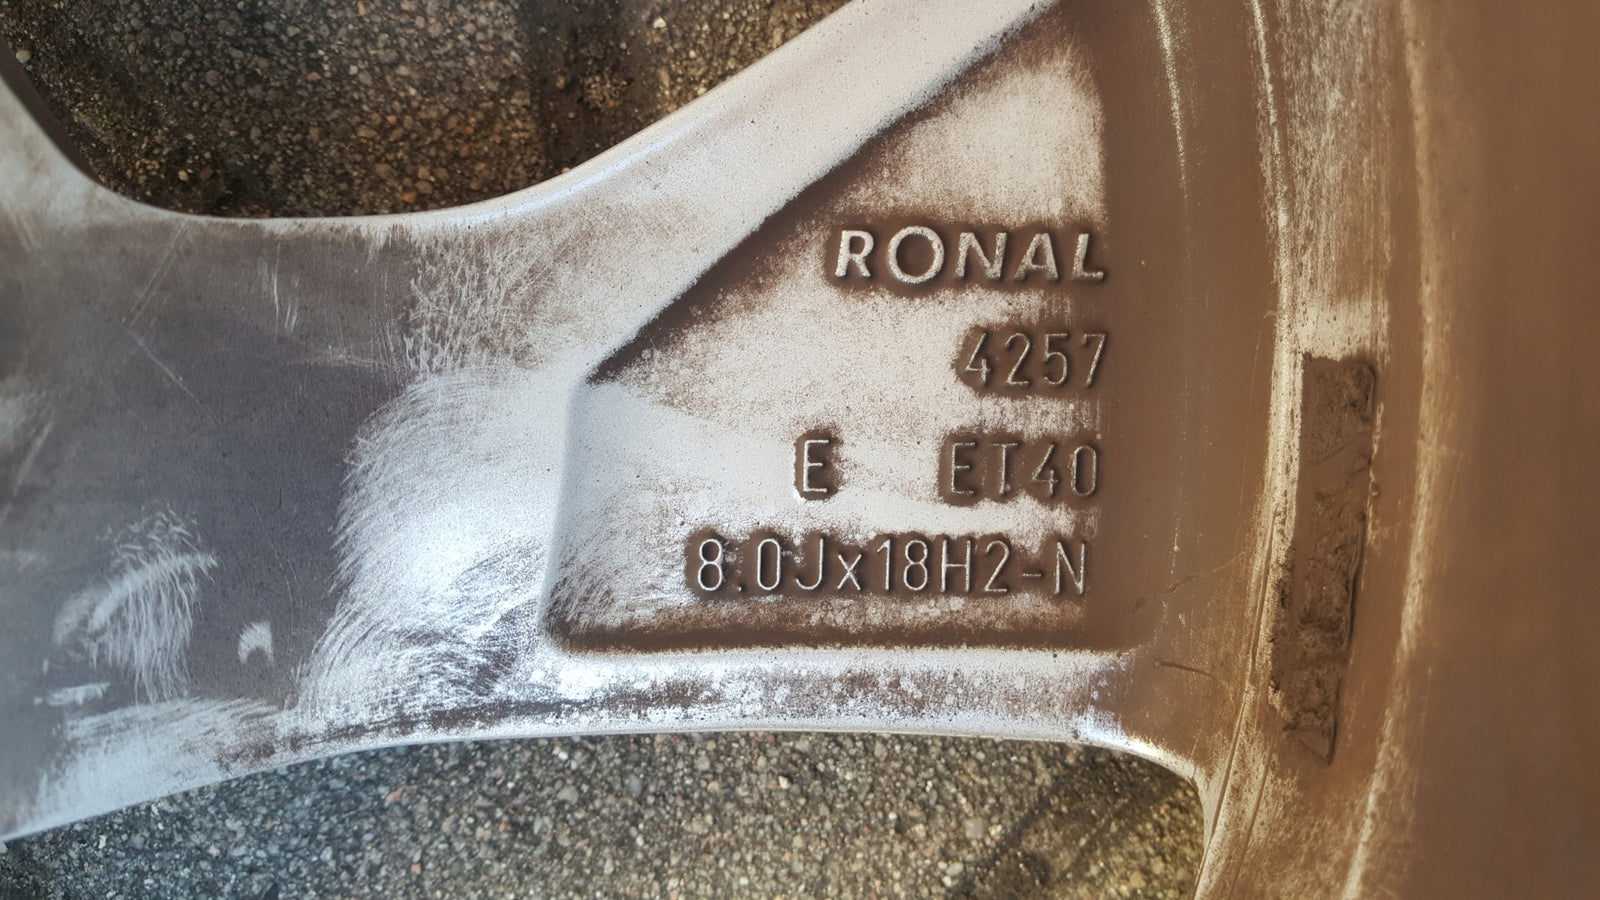 RONAL
4257
E ET40
8.0Jx18H2-N